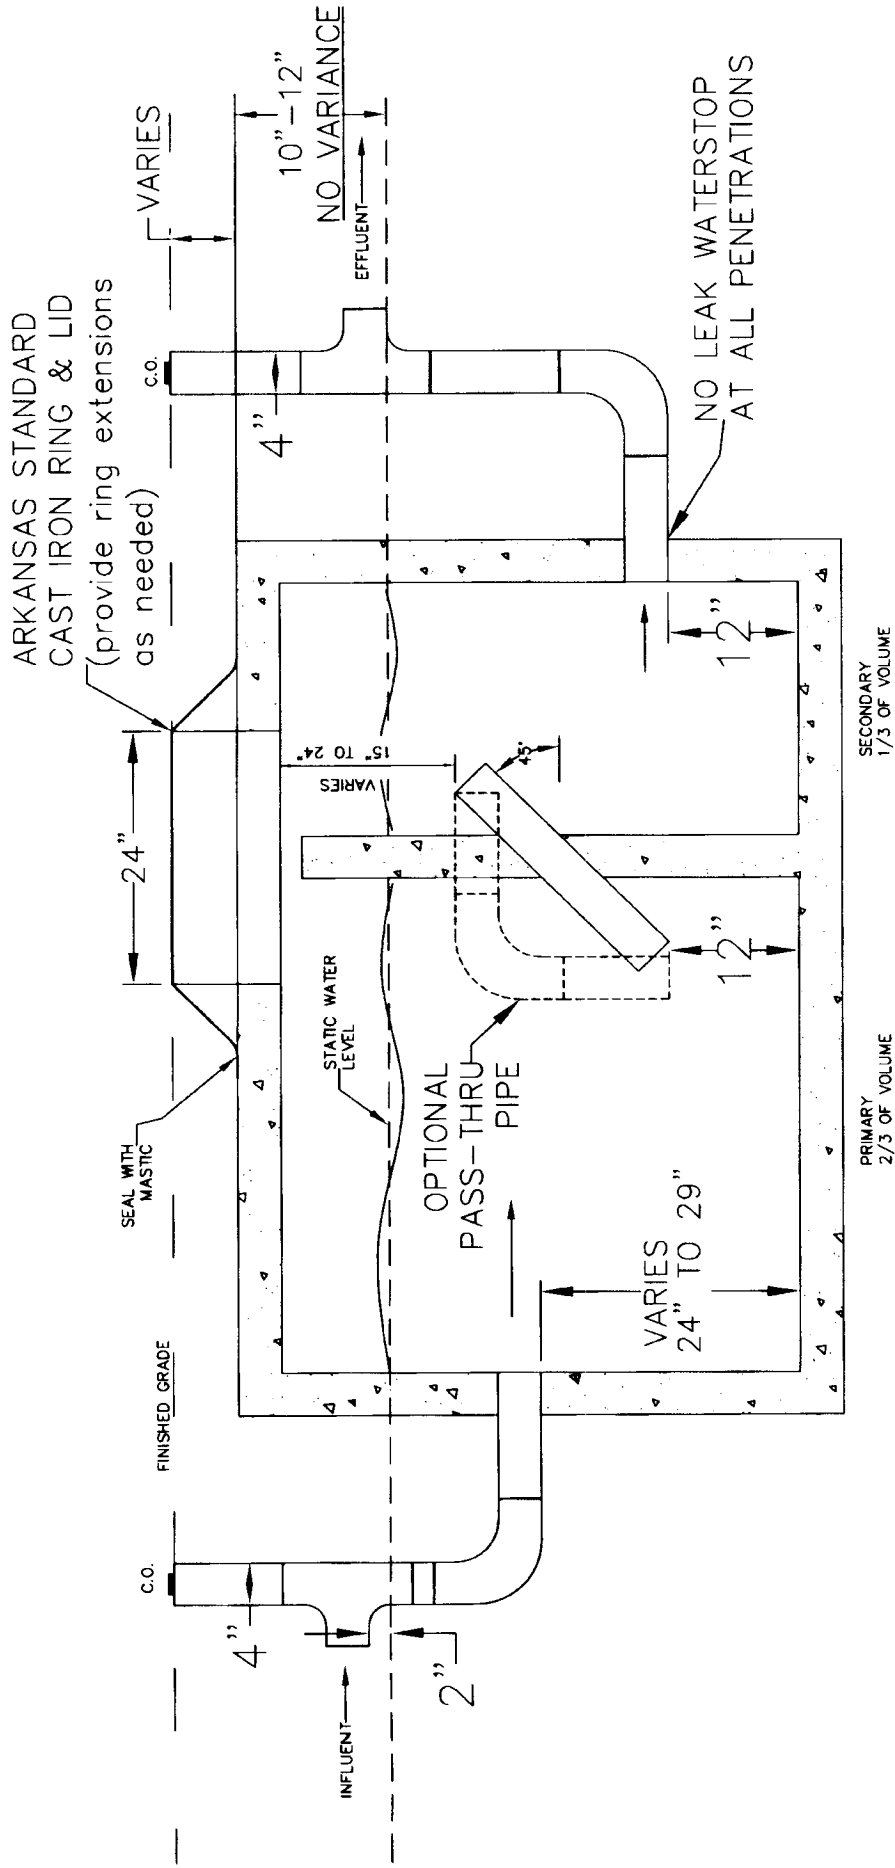 ARKANSAS STANDARD
CAST IRON RING & LID
(provide ring extensions
as needed)
VARIES
10"-12"
NO VARIANCE
24"
SEAL WITH
MASTIC
FINISHED GRADE
C.O.
C.O.
4"
4"
EFFLUENT
INFLUENT
2"
STATIC WATER
LEVEL
VARIES
15" TO 24"
45°
OPTIONAL
PASS-THRU
PIPE
VARIES
24" TO 29"
12"
12"
NO LEAK WATERSTOP
AT ALL PENETRATIONS
PRIMARY
2/3 OF VOLUME
SECONDARY
1/3 OF VOLUME